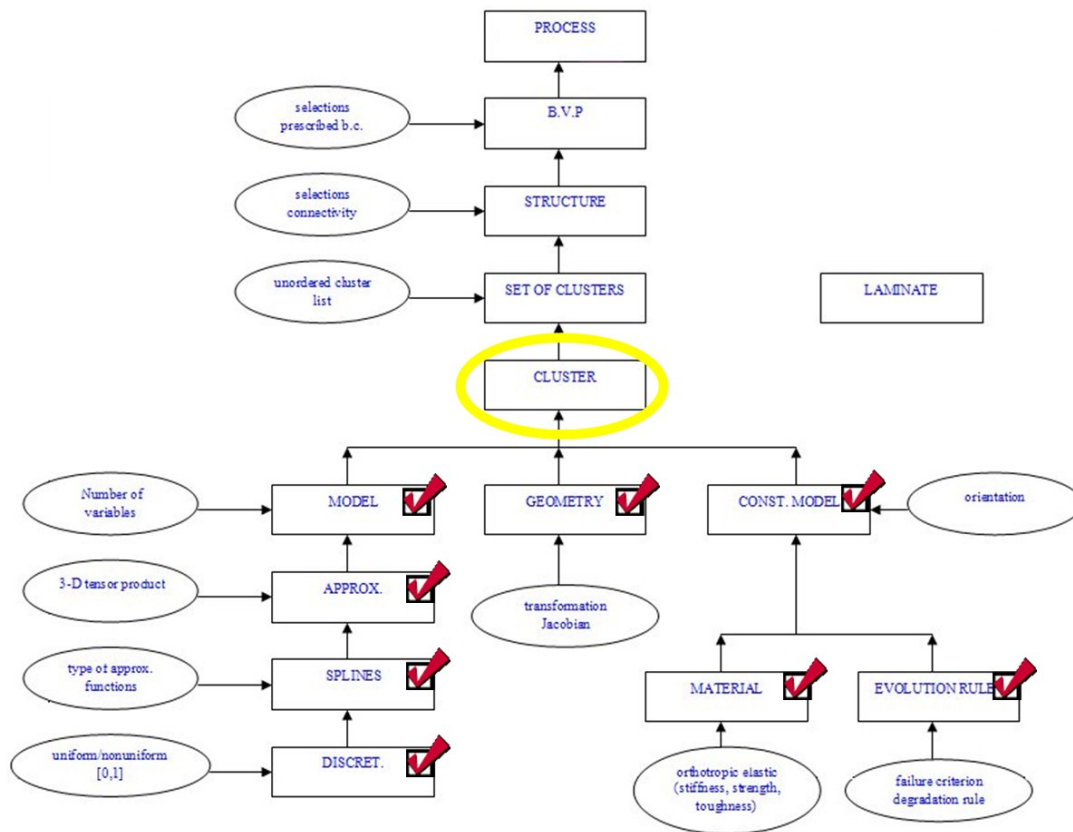 PROCESS
selections
prescribed b.c.
B.V.P
selections
connectivity
STRUCTURE
unordered cluster
list
SET OF CLUSTERS
LAMINATE
CLUSTER
Number of
variables
MODEL
GEOMETRY
CONST. MODEL
orientation
3-D tensor product
APPROX.
transformation
Jacobian
type of approx.
functions
SPLINES
MATERIAL
EVOLUTION RULE
uniform/nonuniform
[0,1]
DISCRET.
orthotropic elastic
(stiffness, strength,
toughness)
failure criterion
degradation rule